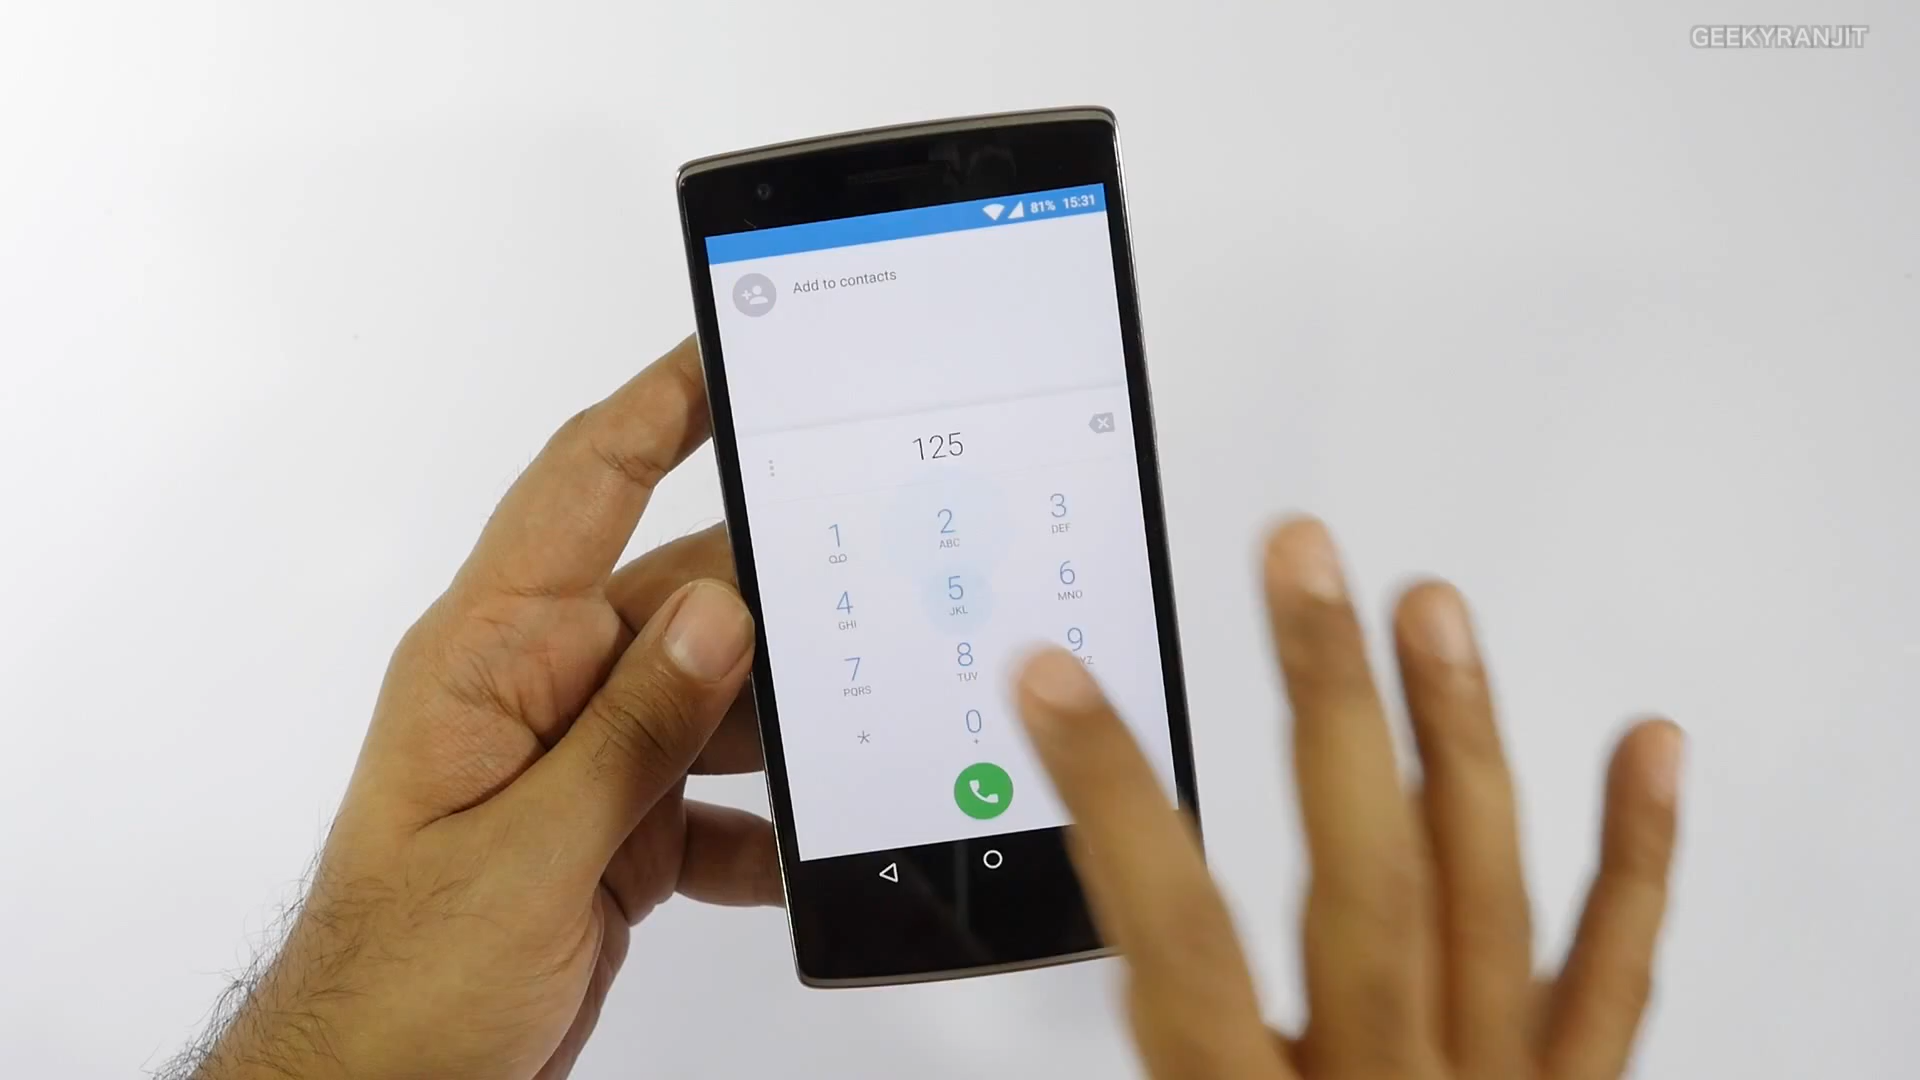 GEEKYRANJIT
81% 15:31
Add to contacts
125
1 2 3
ABC DEF
4 5 6
GHI JKL MNO
7 8 9
PQRS TUV YZ
* 0
+